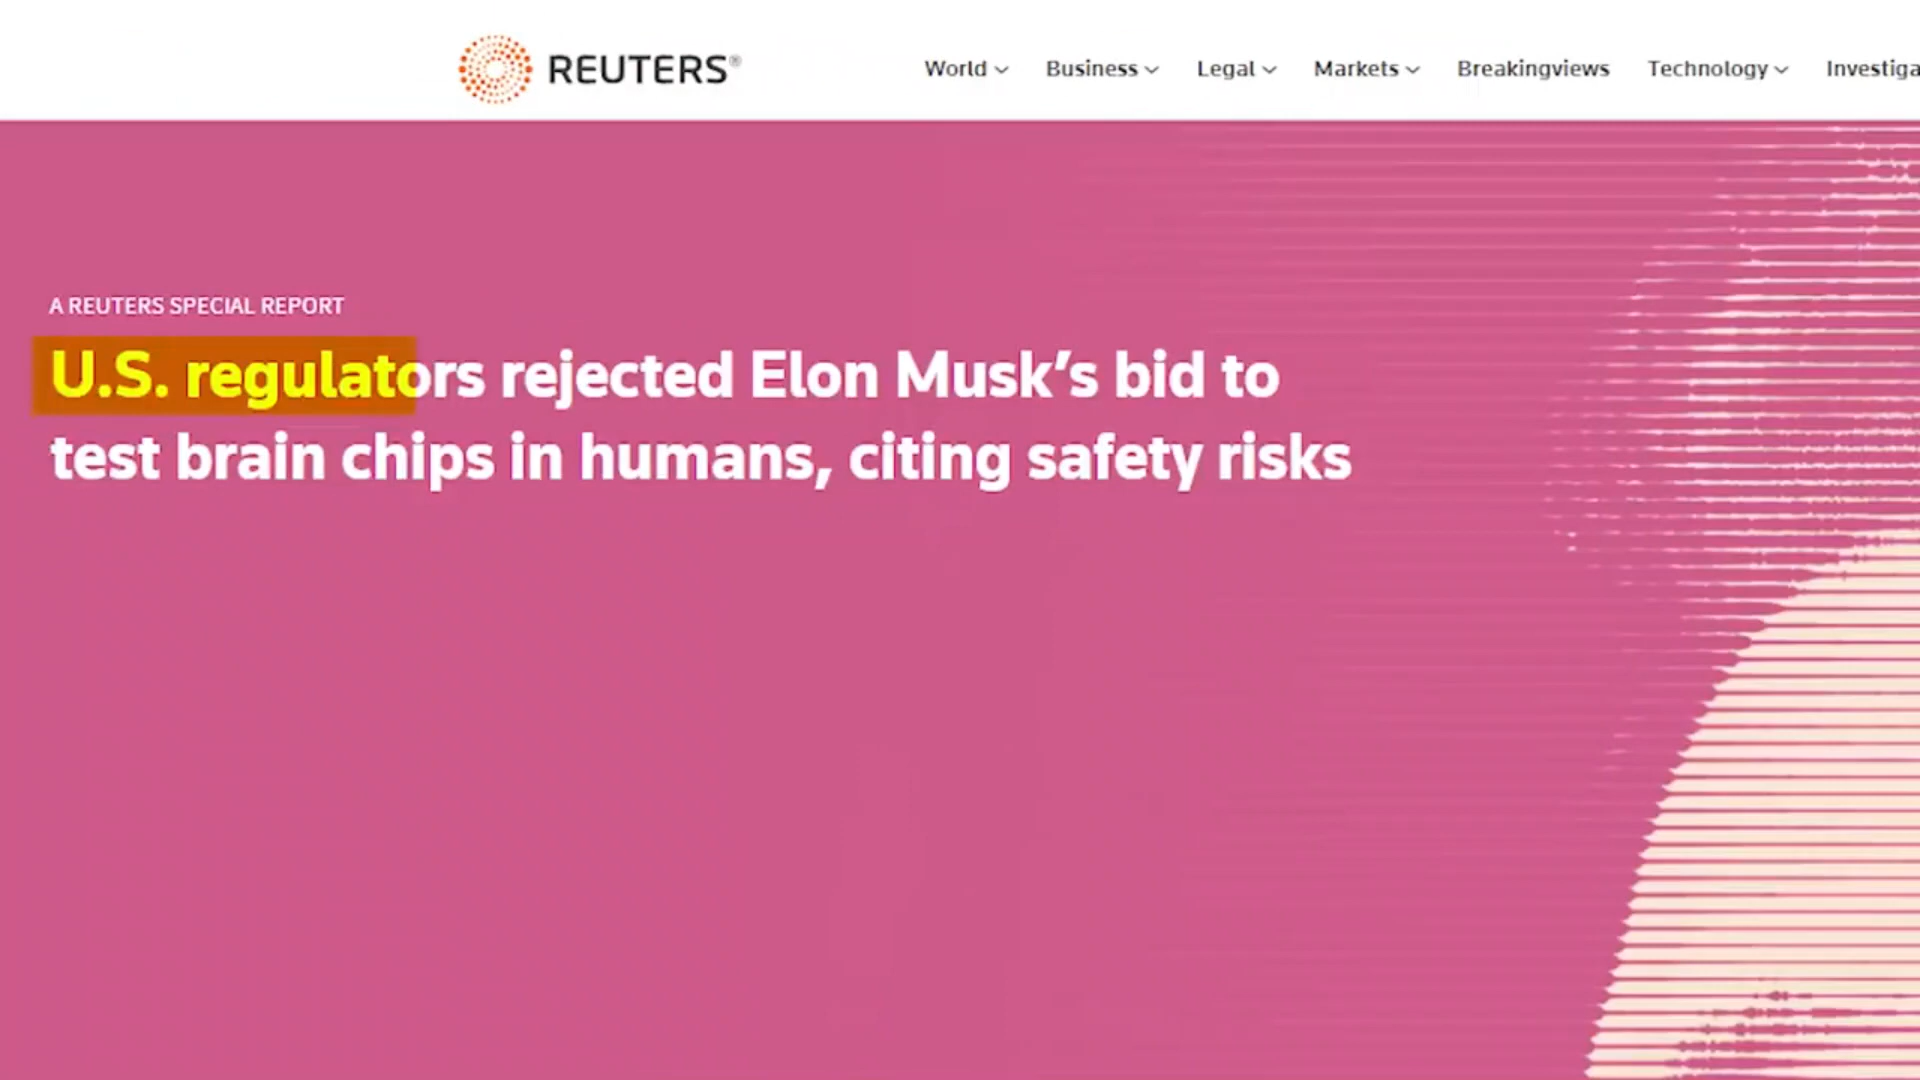 REUTERS®
World Business Legal Markets Breakingviews Technology
A REUTERS SPECIAL REPORT
U.S. regulators rejected Elon Musk’s bid to
test brain chips in humans, citing safety risks